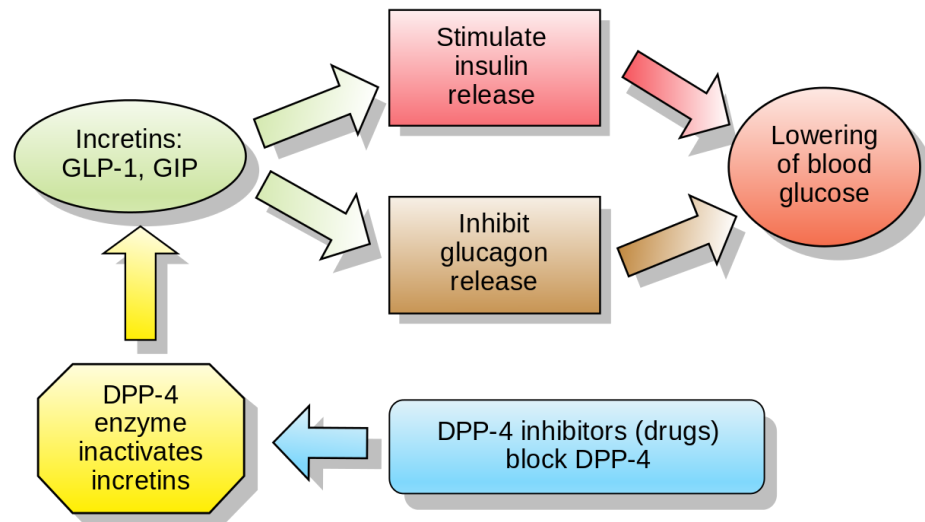 Incretins:
GLP-1, GIP
Stimulate
insulin
release
Inhibit
glucagon
release
Lowering
of blood
glucose
DPP-4
enzyme
inactivates
incretins
DPP-4 inhibitors (drugs)
block DPP-4